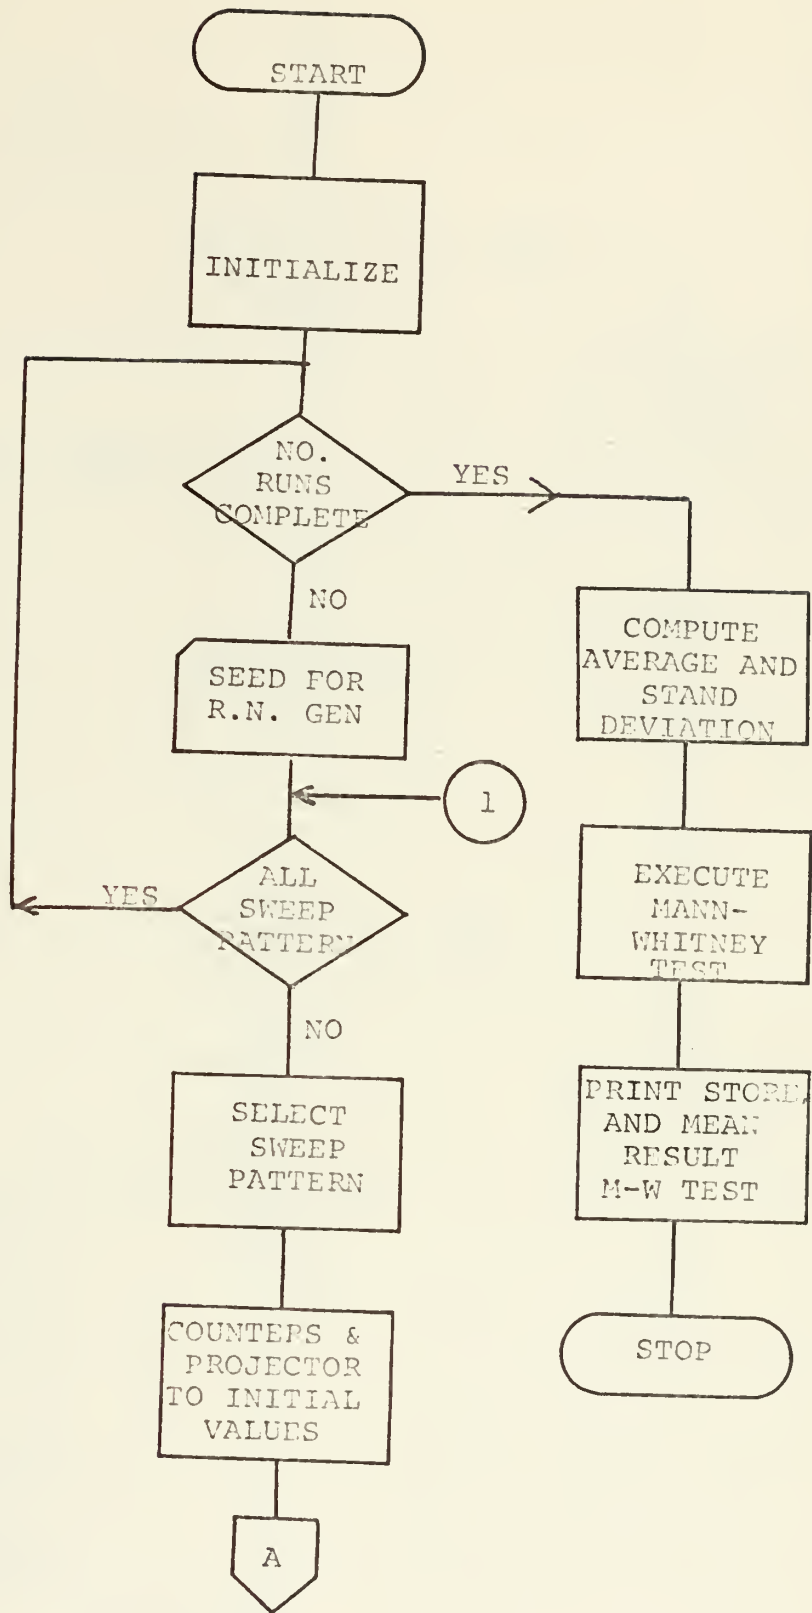 START
INITIALIZE
NO.
RUNS
COMPLETE
YES
NO
SEED FOR
R.N. GEN
1
ALL
SWEEP
PATTERN
YES
NO
SELECT
SWEEP
PATTERN
COUNTERS &
PROJECTOR
TO INITIAL
VALUES
A
COMPUTE
AVERAGE AND
STAND
DEVIATION
EXECUTE
MANN-
WHITNEY
TEST
PRINT STORE,
AND MEAN
RESULT
M-W TEST
STOP